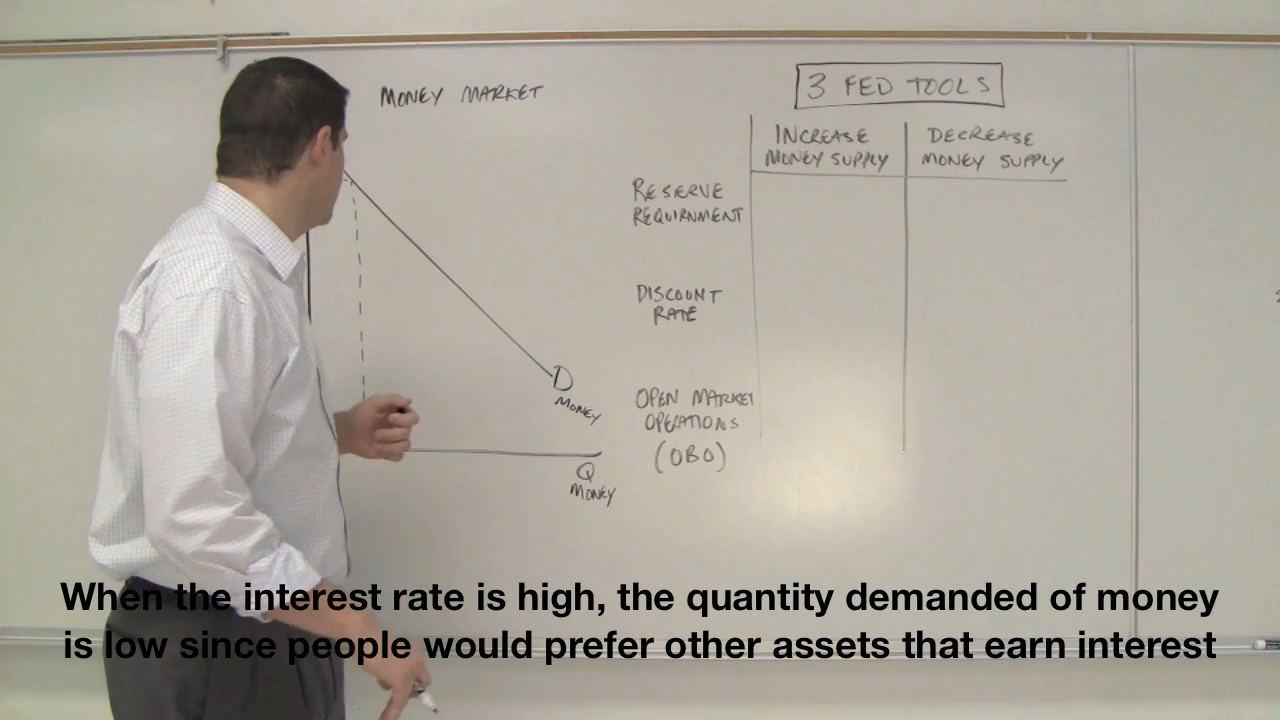 MONEY MARKET
D
MONEY
Q
MONEY
3 FED TOOLS
INCREASE
MONEY SUPPLY
DECREASE
MONEY SUPPLY
RESERVE
REQUIRNMENT
DISCOUNT
RATE
OPEN MARKET
OPERATIONS
(OBO)
When the interest rate is high, the quantity demanded of money
is low since people would prefer other assets that earn interest